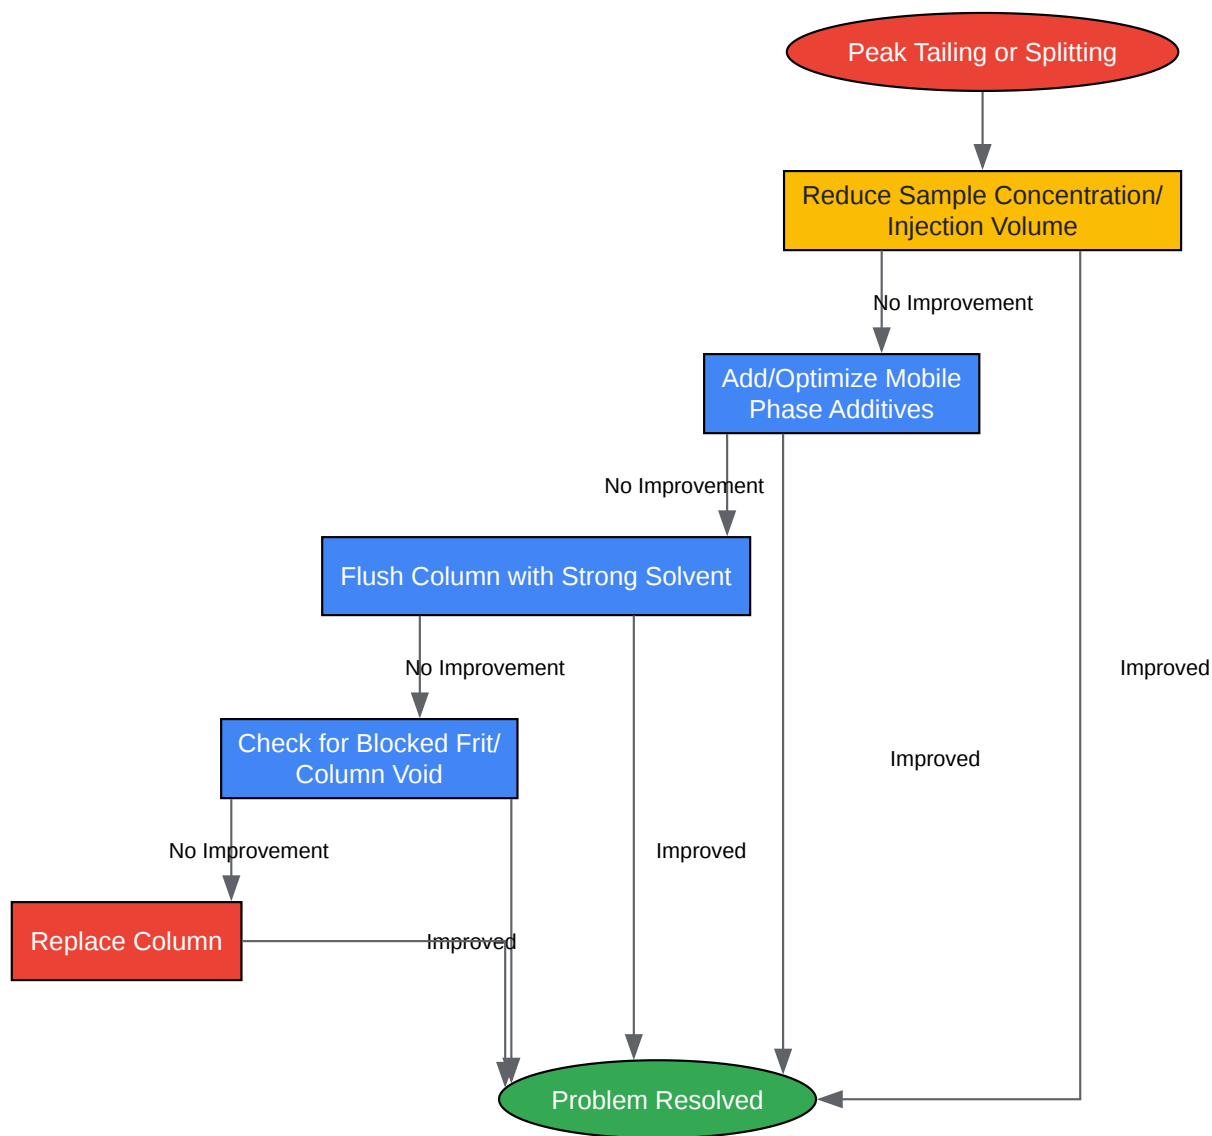 Peak Tailing or Splitting
Reduce Sample Concentration/
Injection Volume
No Improvement
Add/Optimize Mobile
Phase Additives
No Improvement
Flush Column with Strong Solvent
No Improvement
Improved
Check for Blocked Frit/
Column Void
Improved
No Improvement
Improved
Replace Column
Improved
Problem Resolved